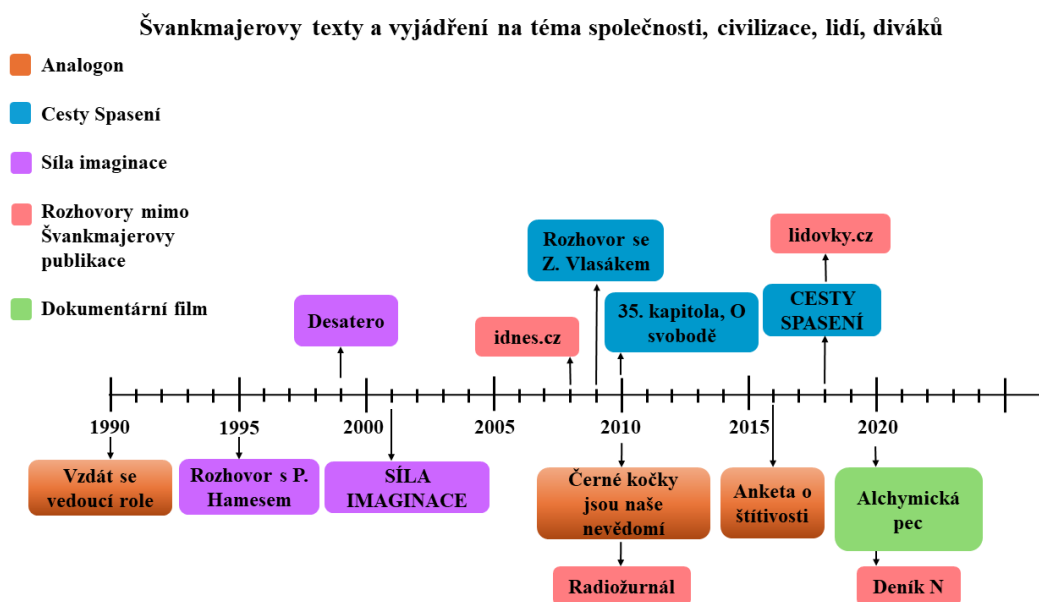 Švankmajerovy texty a vyjádření na téma společnosti, civilizace, lidí, diváků
Analogon
Cesty Spasení
Síla imaginace
Rozhovory mimo
Švankmajerovy
publikace
Dokumentární film
Desatero
idnes.cz
Rozhovor se
Z. Vlasákem
35. kapitola, O
svobodě
lidovky.cz
CESTY
SPASENÍ
1990
1995
2000
2005
2010
2015
2020
Vzdát se
vedoucí role
Rozhovor s P.
Hamesem
SÍLA
IMAGINACE
Černé kočky
jsou naše
nevědomí
Radiožurnál
Anketa o
štítivosti
Alchymická
pec
Deník N